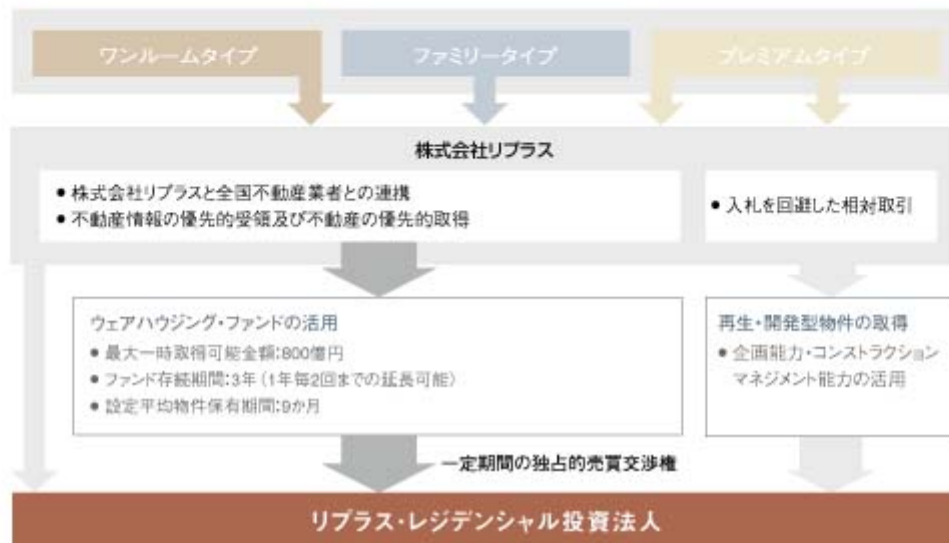 ワンルームタイプ
ファミリータイプ
プレミアムタイプ
株式会社リプラス
● 株式会社リプラスと全国不動産業者との連携
● 不動産情報の優先的受領及び不動産の優先的取得
● 入札を回避した相対取引
ウェアハウジング・ファンドの活用
● 最大一時取得可能金額:800億円
● ファンド存続期間:3年(1年毎2回までの延長可能)
● 設定平均物件保有期間:9か月
再生・開発型物件の取得
● 企画能力・コンストラクション
マネジメント能力の活用
一定期間の独占的売買交渉権
リプラス・レジデンシャル投資法人